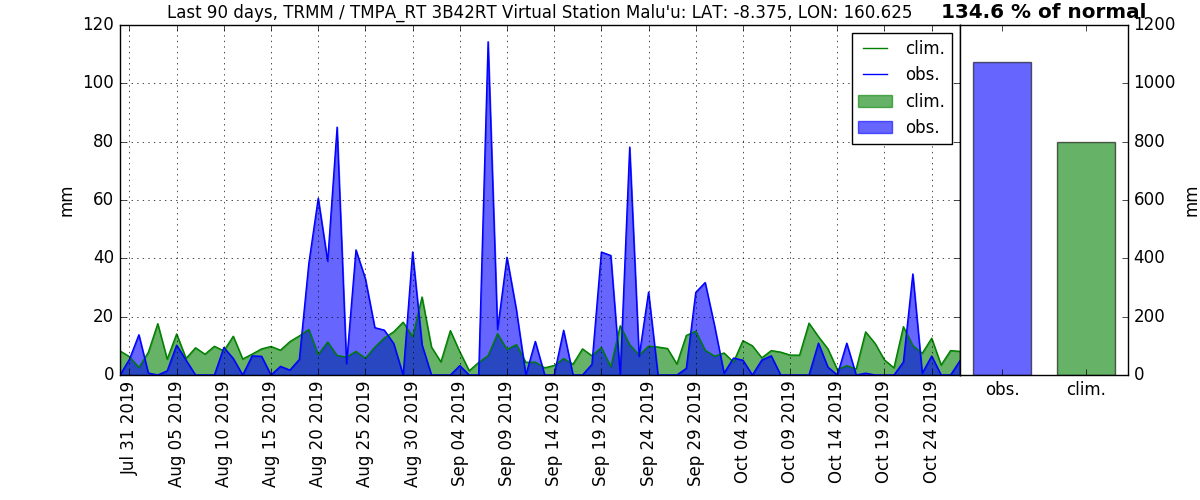 Last 90 days, TRMM / TMPA_RT 3B42RT Virtual Station Malu'u: LAT: -8.375, LON: 160.625
134.6 % of normal
120
100
80
60
40
20
0
mm
clim.
obs.
clim.
obs.
1200
1000
800
600
400
200
0
mm
Jul 31 2019
Aug 05 2019
Aug 10 2019
Aug 15 2019
Aug 20 2019
Aug 25 2019
Aug 30 2019
Sep 04 2019
Sep 09 2019
Sep 14 2019
Sep 19 2019
Sep 24 2019
Sep 29 2019
Oct 04 2019
Oct 09 2019
Oct 14 2019
Oct 19 2019
Oct 24 2019
obs.
clim.